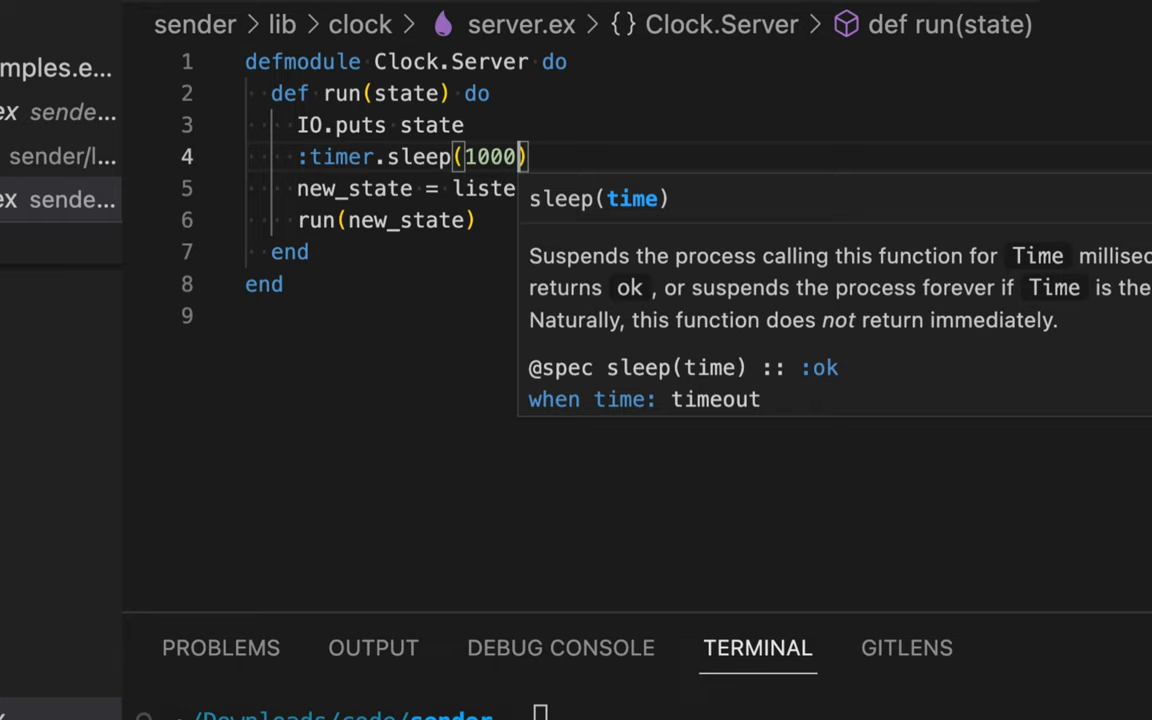 sender > lib > clock > server.ex > {} Clock.Server > def run(state)
mples.e...
ex sende...
sender/l...
ex sende...
1 defmodule Clock.Server do
2 def run(state) do
3 IO.puts state
4 :timer.sleep(1000)
5 new_state = liste
6 run(new_state)
7 end
8 end
9
sleep(time)
Suspends the process calling this function for Time millisec
returns ok, or suspends the process forever if Time is the
Naturally, this function does not return immediately.
@spec sleep(time) :: :ok
when time: timeout
PROBLEMS OUTPUT DEBUG CONSOLE TERMINAL GITLENS
~/Downloads/code/sender